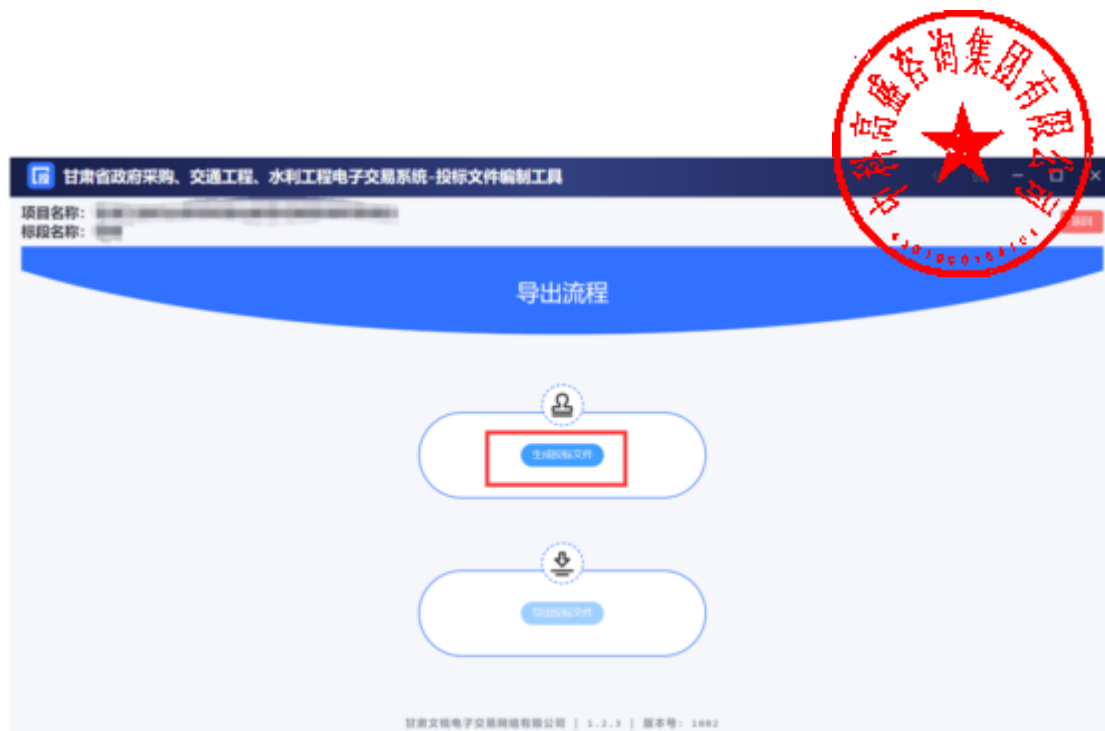 中科高盛咨询集团有限公司
甘肃省政府采购、交通工程、水利工程电子交易系统-投标文件编制工具
项目名称：
标段名称：
返回
导出流程
生成投标文件
导出投标文件
甘肃文锐电子交易网络有限公司 | 1.2.3 | 版本号: 1002